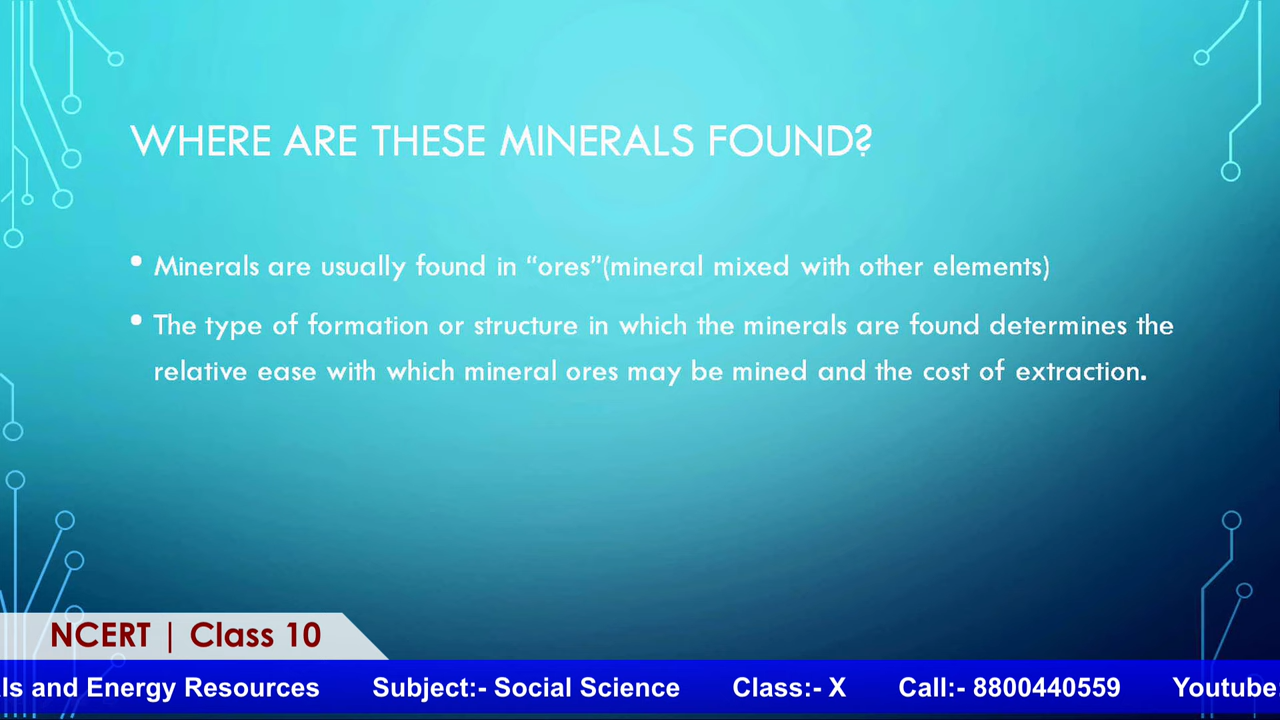 WHERE ARE THESE MINERALS FOUND?
• Minerals are usually found in “ores”(mineral mixed with other elements)
• The type of formation or structure in which the minerals are found determines the
relative ease with which mineral ores may be mined and the cost of extraction.
NCERT | Class 10
ls and Energy Resources Subject:- Social Science Class:- X Call:- 8800440559 Youtube: